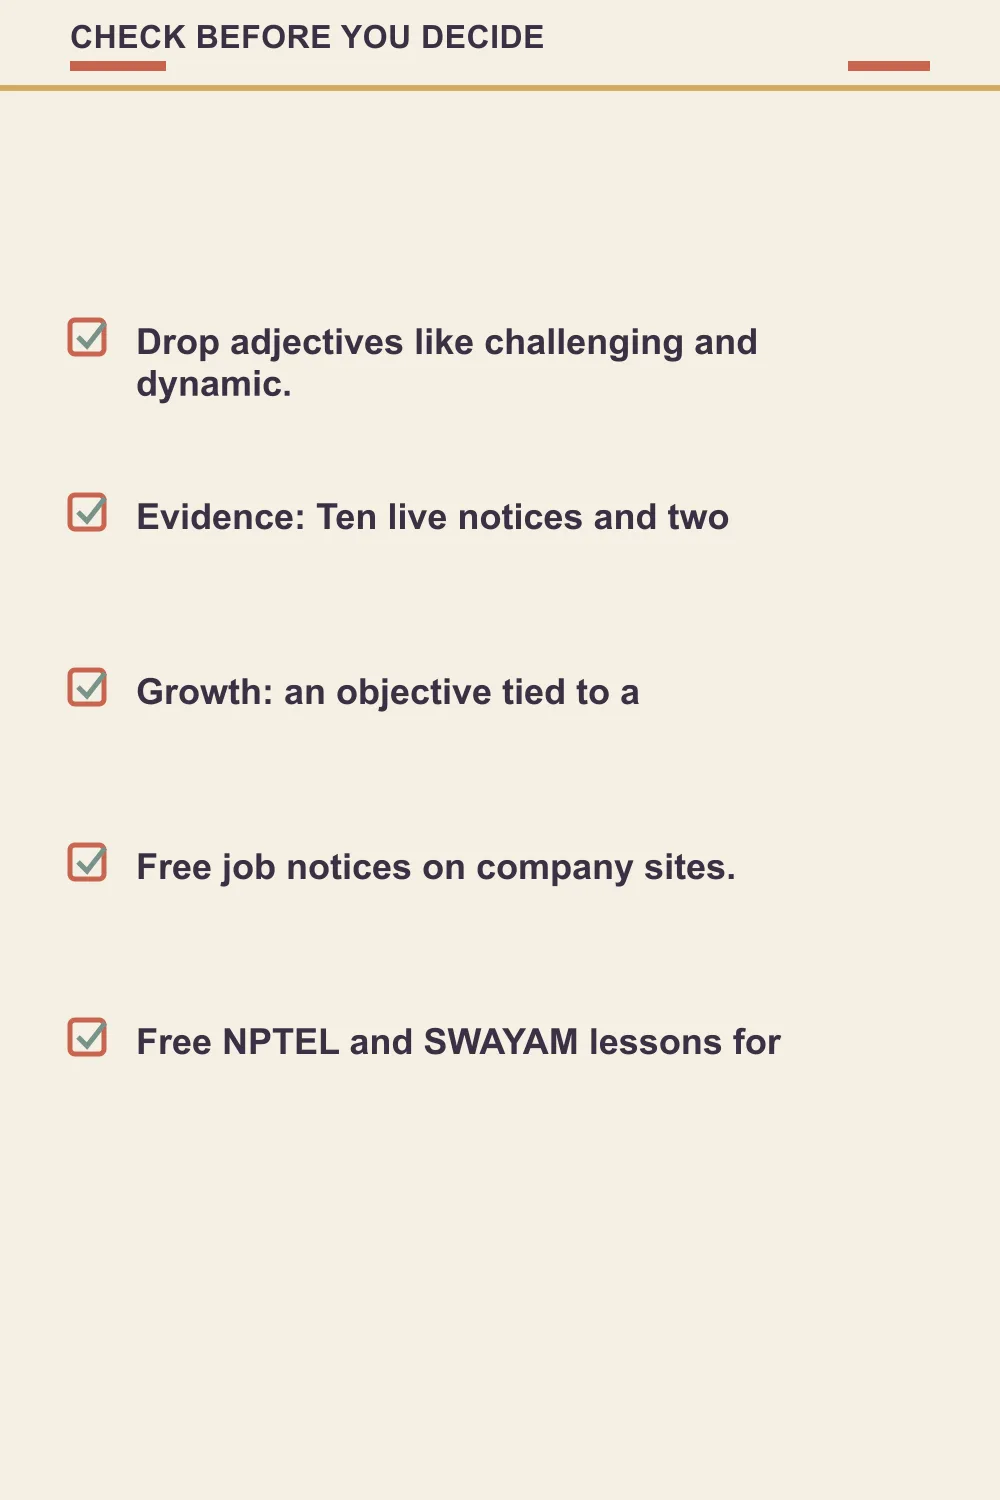 CHECK BEFORE YOU DECIDE
Drop adjectives like challenging and
dynamic.
Evidence: Ten live notices and two
Growth: an objective tied to a
Free job notices on company sites.
Free NPTEL and SWAYAM lessons for